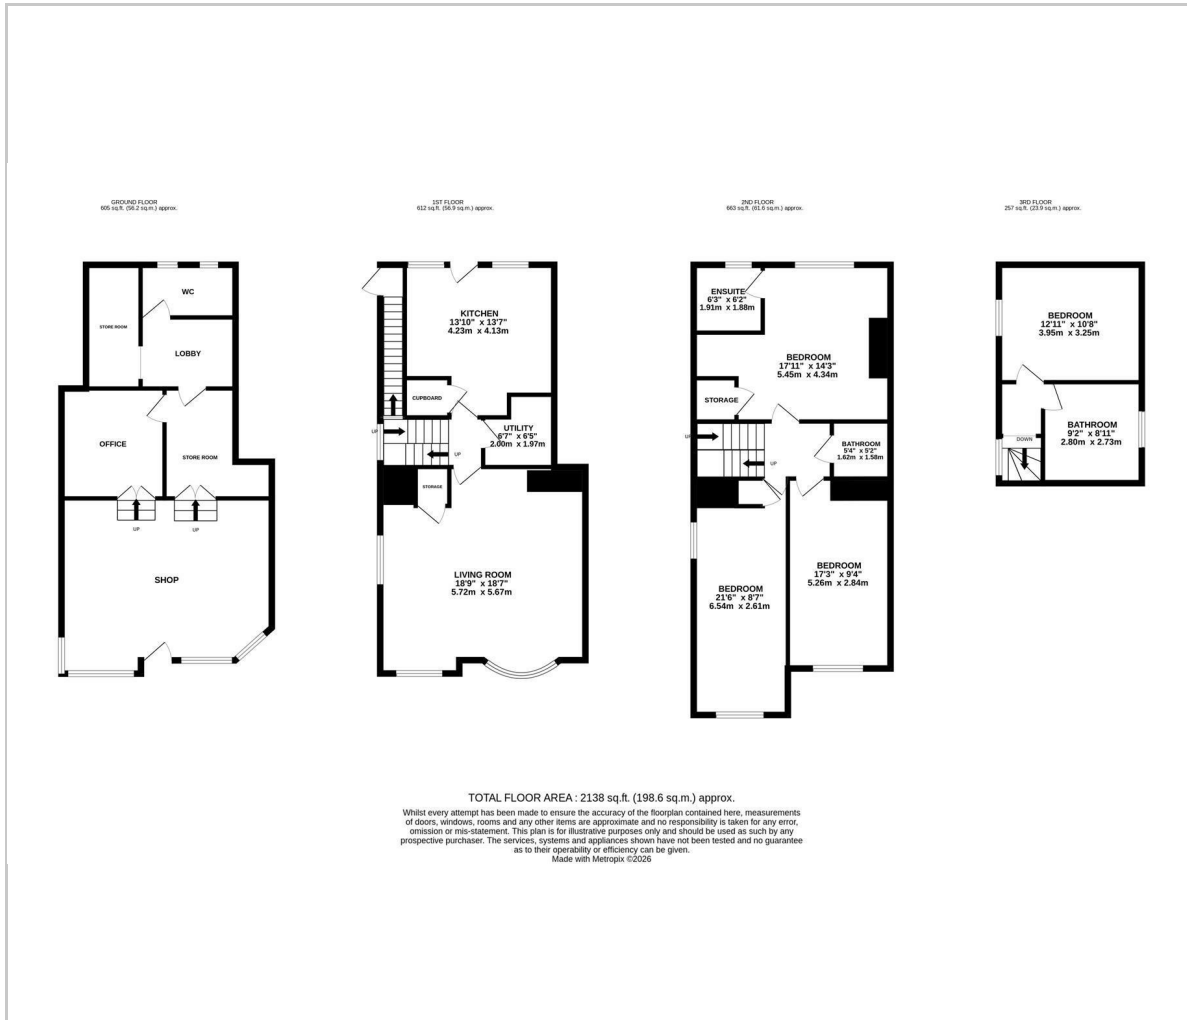 GROUND FLOOR
605 sq.ft. (56.2 sq.m.) approx.
WC
STORE ROOM
LOBBY
OFFICE
STORE ROOM
UP
UP
SHOP
1ST FLOOR
612 sq.ft. (56.9 sq.m.) approx.
KITCHEN
13'10" x 13'7"
4.23m x 4.13m
CUPBOARD
UP
UP
UTILITY
6'7" x 6'5"
2.00m x 1.97m
STORAGE
LIVING ROOM
18'9" x 18'7"
5.72m x 5.67m
2ND FLOOR
663 sq.ft. (61.6 sq.m.) approx.
ENSUITE
6'3" x 6'2"
1.91m x 1.88m
BEDROOM
17'11" x 14'3"
5.45m x 4.34m
STORAGE
UP
UP
BATHROOM
5'4" x 5'2"
1.62m x 1.58m
BEDROOM
17'3" x 9'4"
5.26m x 2.84m
BEDROOM
21'6" x 8'7"
6.54m x 2.61m
3RD FLOOR
257 sq.ft. (23.9 sq.m.) approx.
BEDROOM
12'11" x 10'8"
3.95m x 3.25m
BATHROOM
9'2" x 8'11"
2.80m x 2.73m
DOWN
TOTAL FLOOR AREA : 2138 sq.ft. (198.6 sq.m.) approx.
Whilst every attempt has been made to ensure the accuracy of the floorplan contained here, measurements
of doors, windows, rooms and any other items are approximate and no responsibility is taken for any error,
omission or mis-statement. This plan is for illustrative purposes only and should be used as such by any
prospective purchaser. The services, systems and appliances shown have not been tested and no guarantee
as to their operability or efficiency can be given.
Made with Metropix ©2026